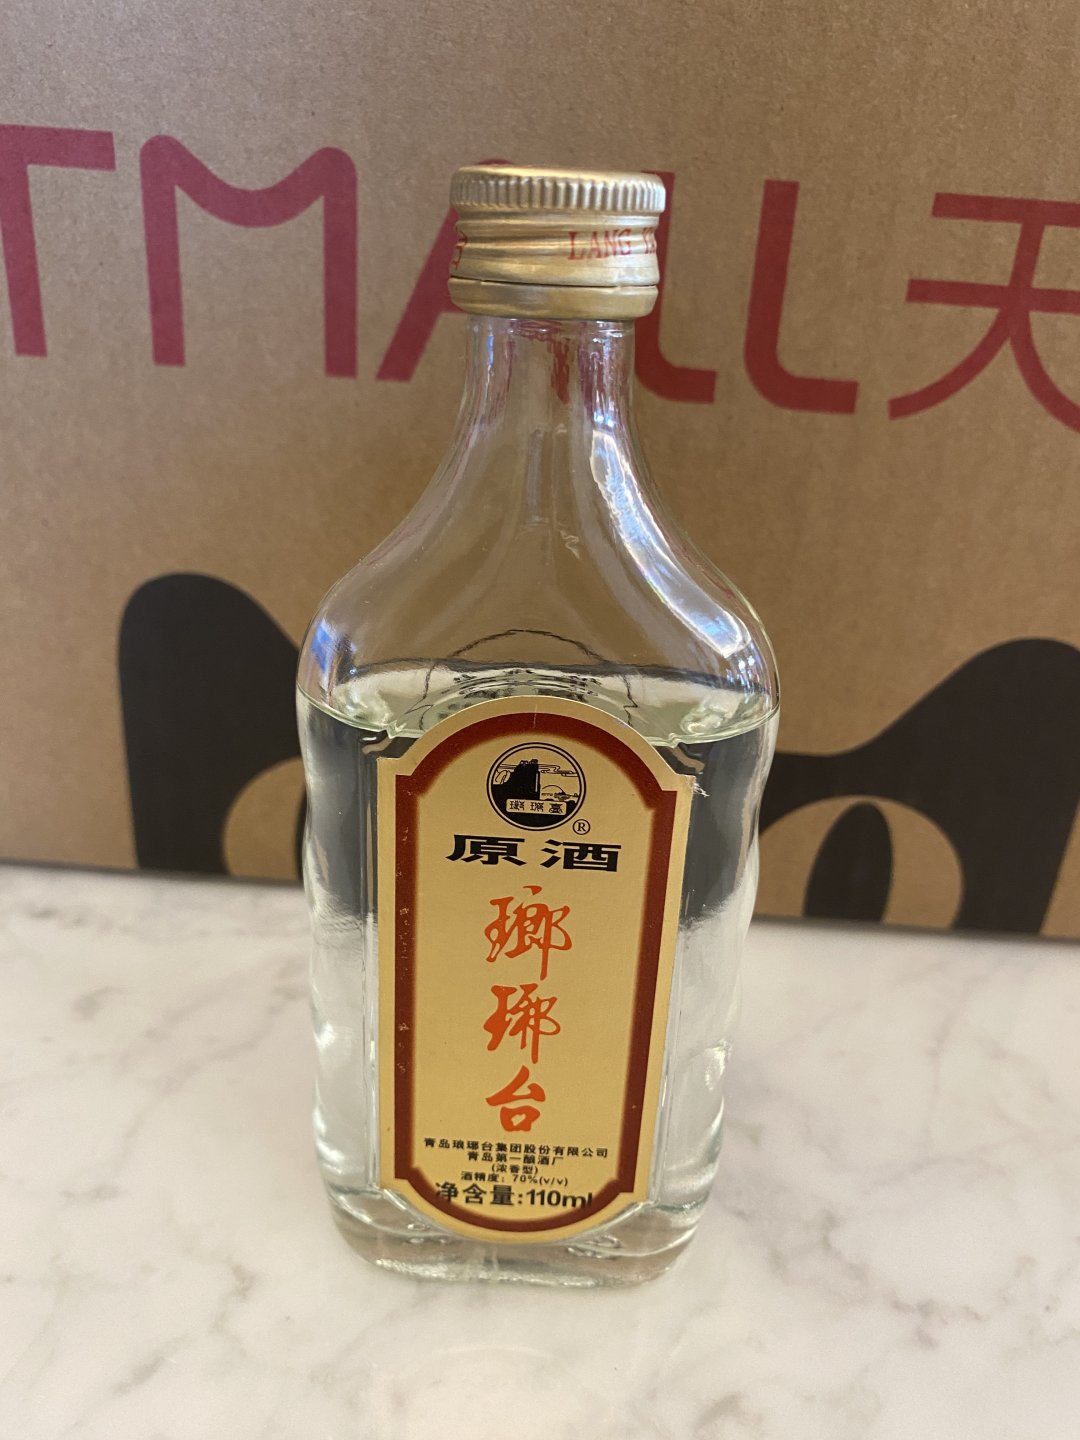 TMALL天
LANG
瑯琊臺
®
原酒
瑯
琊
台
青岛琅琊台集团股份有限公司
青岛第一酿酒厂
(浓香型)
酒精度：70%(v/v)
净含量:110ml